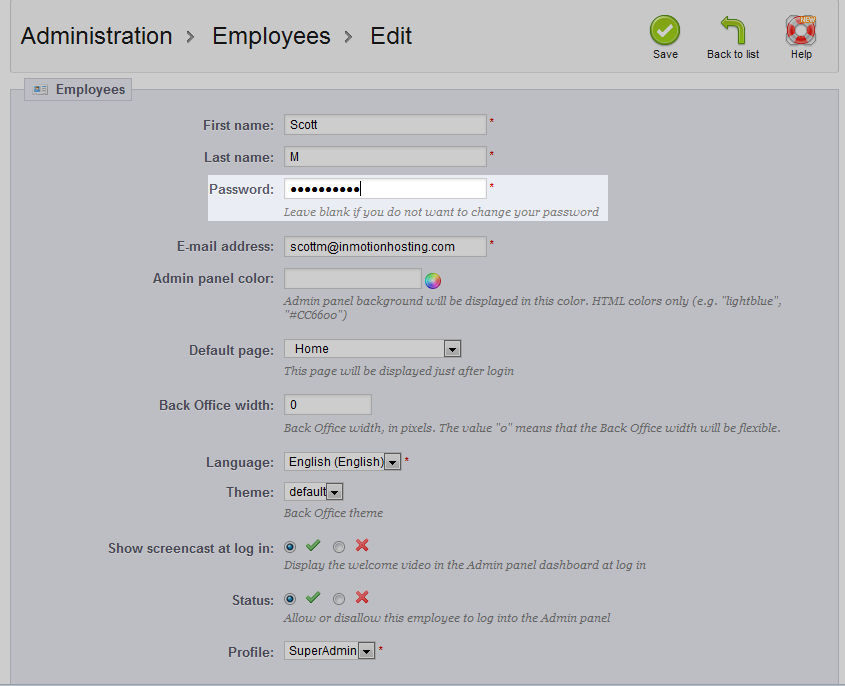 Administration > Employees > Edit
Save
Back to list
NEW
Help
Employees
First name: Scott *
Last name: M *
Password: ●●●●●●●●●● *
Leave blank if you do not want to change your password
E-mail address: scottm@inmotionhosting.com *
Admin panel color:
Admin panel background will be displayed in this color. HTML colors only (e.g. "lightblue",
"#CC6600")
Default page: Home
This page will be displayed just after login
Back Office width: 0
Back Office width, in pixels. The value "0" means that the Back Office width will be flexible.
Language: English (English) *
Theme: default
Back Office theme
Show screencast at log in:
Display the welcome video in the Admin panel dashboard at log in
Status:
Allow or disallow this employee to log into the Admin panel
Profile: SuperAdmin *